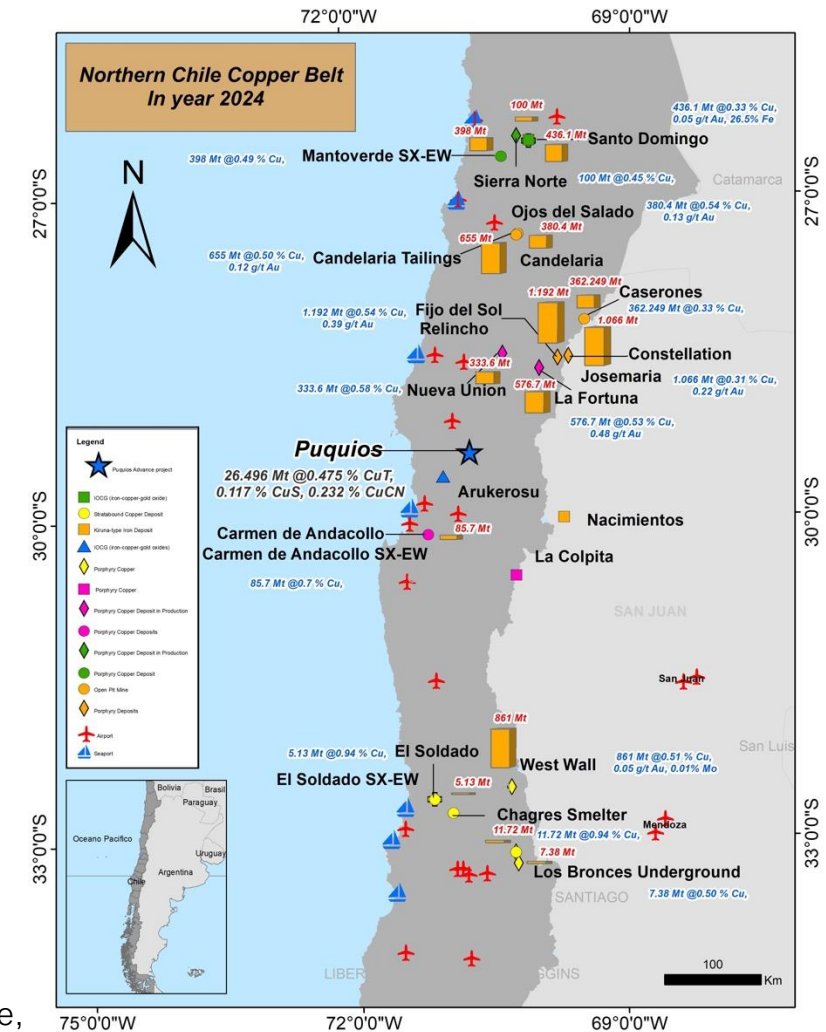 72°0'0"W 69°0'0"W
Northern Chile Copper Belt
In year 2024
N
100 Mt
398 Mt
436.1 Mt
436.1 Mt @0.33 % Cu,
0.05 g/t Au, 26.5% Fe
Santo Domingo
398 Mt @0.49 % Cu,
Mantoverde SX-EW
Sierra Norte
100 Mt @0.45 % Cu,
Catamarca
27°0'0"S
27°0'0"S
Ojos del Salado
380.4 Mt @0.54 % Cu,
0.13 g/t Au
655 Mt
380.4 Mt
655 Mt @0.50 % Cu,
0.12 g/t Au
Candelaria Tailings
Candelaria
1.192 Mt
362.249 Mt
Caserones
362.249 Mt @0.33 % Cu,
1.192 Mt @0.54 % Cu,
0.39 g/t Au
Fijo del Sol
Relincho
1.066 Mt
Constellation
333.6 Mt
Josemaria
1.066 Mt @0.31 % Cu,
0.22 g/t Au
333.6 Mt @0.58 % Cu,
Nueva Union
576.7 Mt
La Fortuna
576.7 Mt @0.53 % Cu,
0.48 g/t Au
Puquios
26.496 Mt @0.475 % CuT,
0.117 % CuS, 0.232 % CuCN
Arukerosu
30°0'0"S
30°0'0"S
Nacimientos
Carmen de Andacollo
85.7 Mt
Carmen de Andacollo SX-EW
La Colpita
85.7 Mt @0.7 % Cu,
SAN JUAN
San Juan
Legend
Puquios Advance project
IOCG (iron-copper-gold oxide)
Stratabound Copper Deposit
Kiruna-type Iron Deposit
IOCG (iron-copper-gold oxides)
Porphyry Copper
Porphyry Copper
Porphyry Copper Deposit in Production
Porphyry Copper Deposits
Porphyry Copper Deposit in Production
Porphyry Copper Deposit
Open Pit Mine
Porphyry Deposits
Airport
Seaport
861 Mt
San Luis
5.13 Mt @0.94 % Cu,
El Soldado
West Wall
861 Mt @0.51 % Cu,
0.05 g/t Au, 0.01% Mo
El Soldado SX-EW
5.13 Mt
Chagres Smelter
Mendoza
11.72 Mt
11.72 Mt @0.94 % Cu,
33°0'0"S
33°0'0"S
7.38 Mt
Los Bronces Underground
7.38 Mt @0.50 % Cu,
SANTIAGO
Bolivia
Brasil
Paraguay
Oceano Pacifico
Uruguay
Argentina
Chile
LIBER
GGINS
100
Km
e,
75°0'0"W 72°0'0"W 69°0'0"W